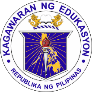 KAGAWARAN NG EDUKASYON
REPUBLIKA NG PILIPINAS